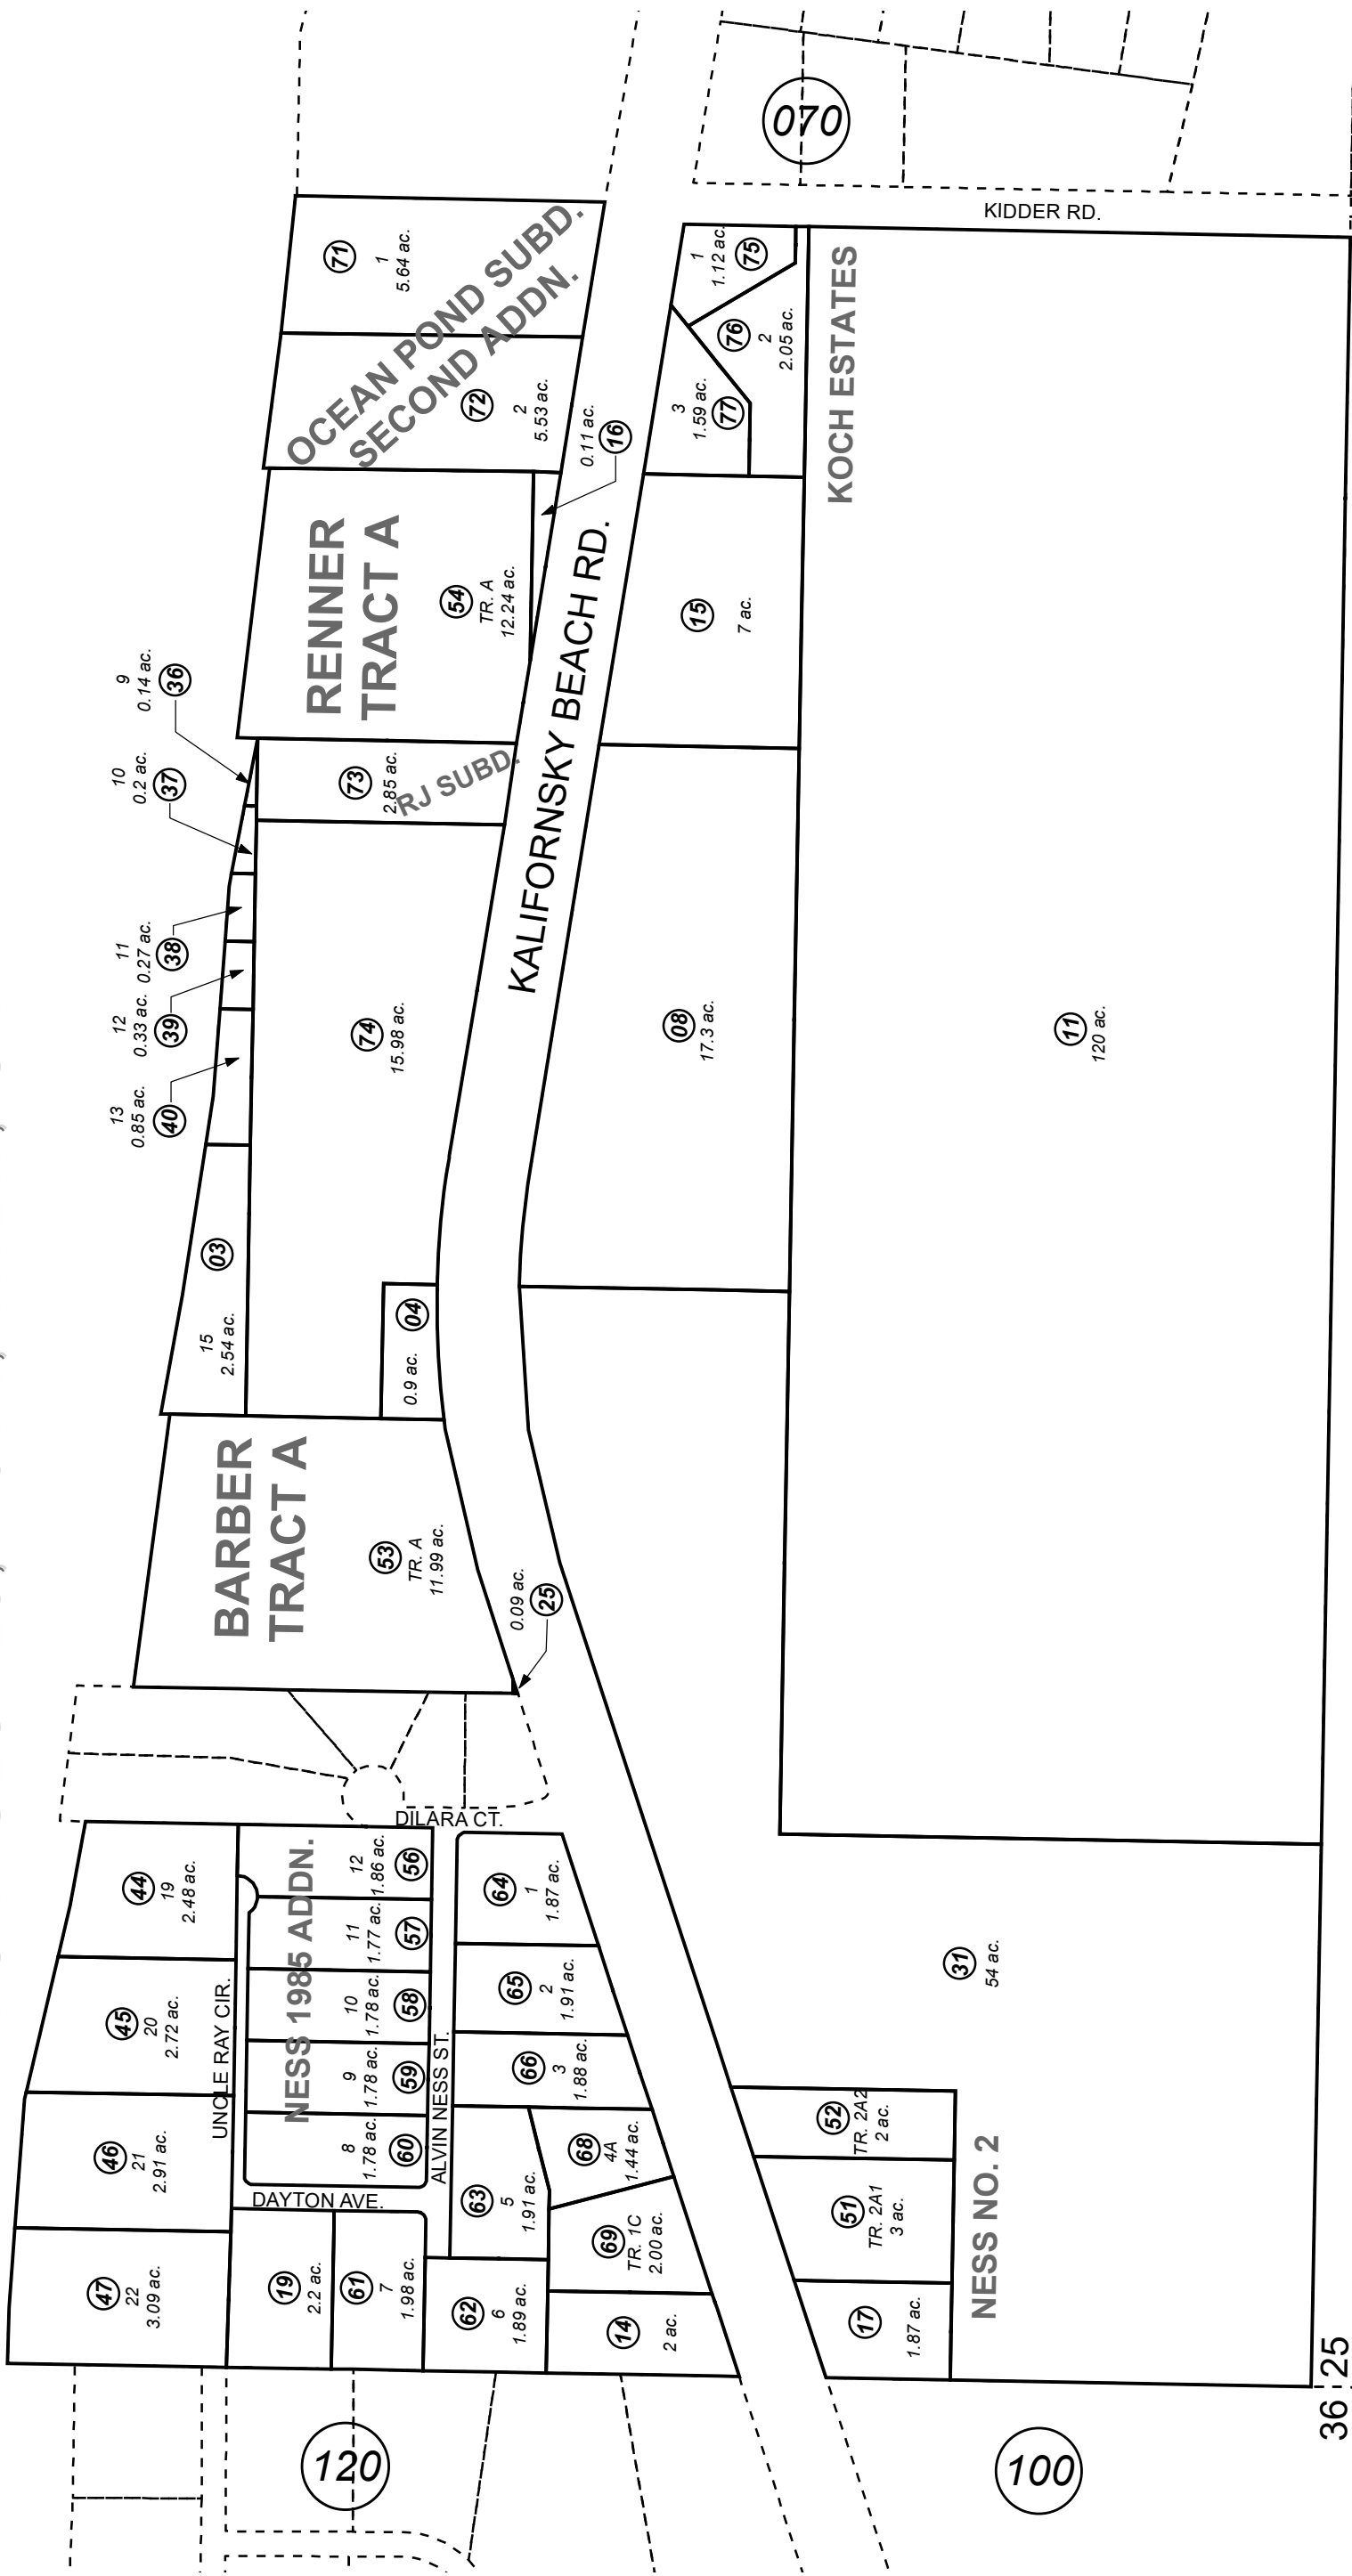 070
KIDDER RD.
71
1
5.64 ac.
OCEAN POND SUBD.
SECOND ADDN.
72
2
5.53 ac.
1
1.12 ac.
75
76
2
2.05 ac.
3
1.59 ac.
77
KOCH ESTATES
0.11 ac.
16
RENNER
TRACT A
54
TR. A
12.24 ac.
15
7 ac.
KALIFORNSKY BEACH RD.
9
0.14 ac.
36
10
0.2 ac.
37
73
2.85 ac.
RJ SUBD.
11
0.27 ac.
38
12
0.33 ac.
39
13
0.85 ac.
40
74
15.98 ac.
08
17.3 ac.
11
120 ac.
03
15
2.54 ac.
04
0.9 ac.
BARBER
TRACT A
53
TR. A
11.99 ac.
0.09 ac.
25
DILARA CT.
44
19
2.48 ac.
45
20
2.72 ac.
46
21
2.91 ac.
47
22
3.09 ac.
UNCLE RAY CIR.
NESS 1985 ADDN.
12
1.86 ac.
56
11
1.77 ac.
57
10
1.78 ac.
58
9
1.78 ac.
59
8
1.78 ac.
60
ALVIN NESS ST.
DAYTON AVE.
64
1
1.87 ac.
65
2
1.91 ac.
66
3
1.88 ac.
68
4A
1.44 ac.
63
5
1.91 ac.
69
TR. 1C
2.00 ac.
19
2.2 ac.
61
7
1.98 ac.
62
6
1.89 ac.
14
2 ac.
31
54 ac.
52
TR. 2A2
2 ac.
51
TR. 2A1
3 ac.
17
1.87 ac.
NESS NO. 2
120
100
36 25